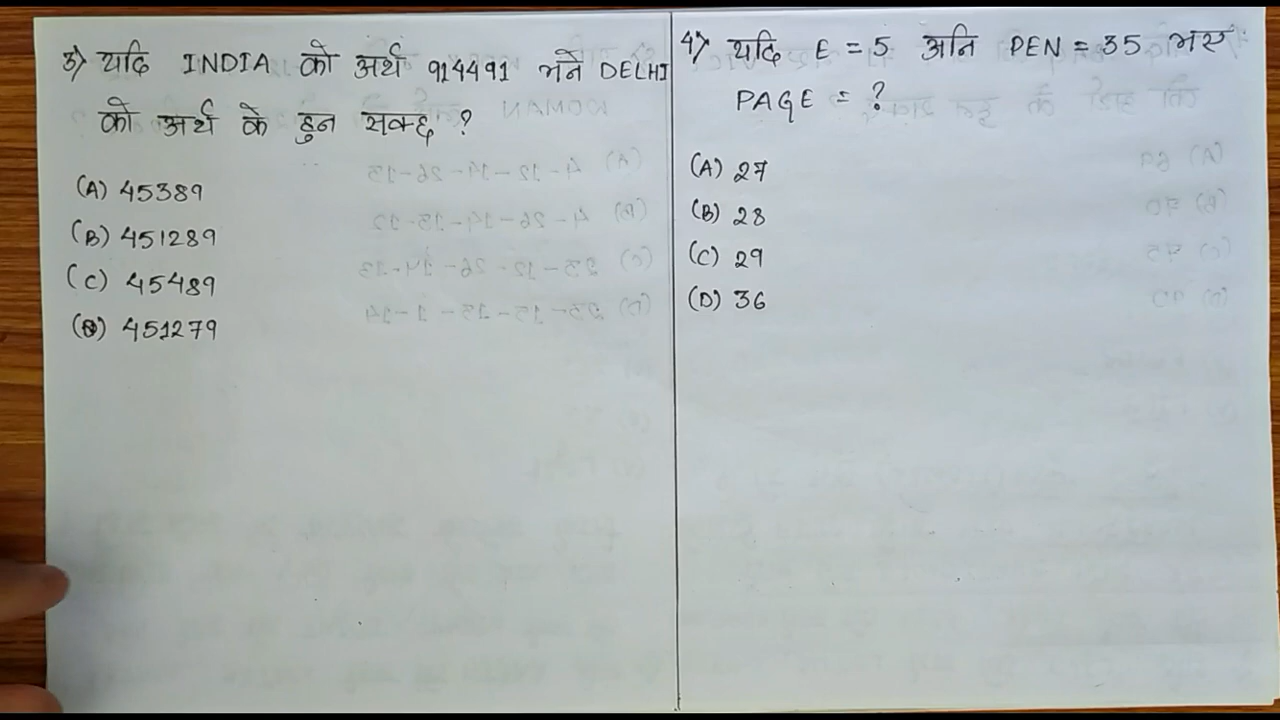 3) यदि INDIA को अर्थ 914491 भने DELHI
को अर्थ के हुन सक्छ ?
(A) 45389
(B) 451289
(C) 45489
(D) 451279
4) यदि E = 5 अनि PEN = 35 भए
PAGE = ?
(A) 27
(B) 28
(C) 29
(D) 36